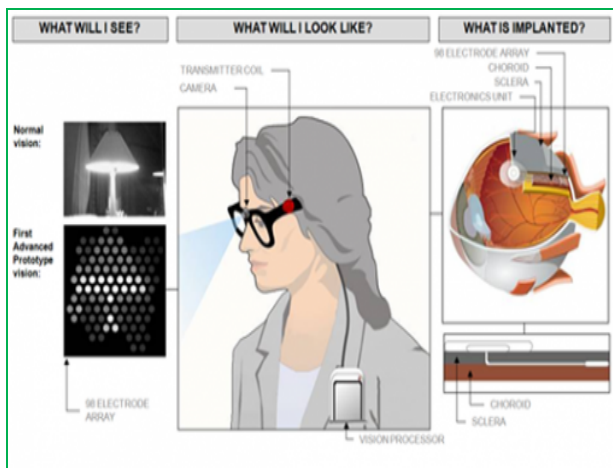 WHAT WILL I SEE?
WHAT WILL I LOOK LIKE?
WHAT IS IMPLANTED?
98 ELECTRODE ARRAY
CHOROID
SCLERA
ELECTRONICS UNIT
TRANSMITTER COIL
CAMERA
Normal
vision:
First
Advanced
Prototype
vision:
98 ELECTRODE
ARRAY
VISION PROCESSOR
CHOROID
SCLERA